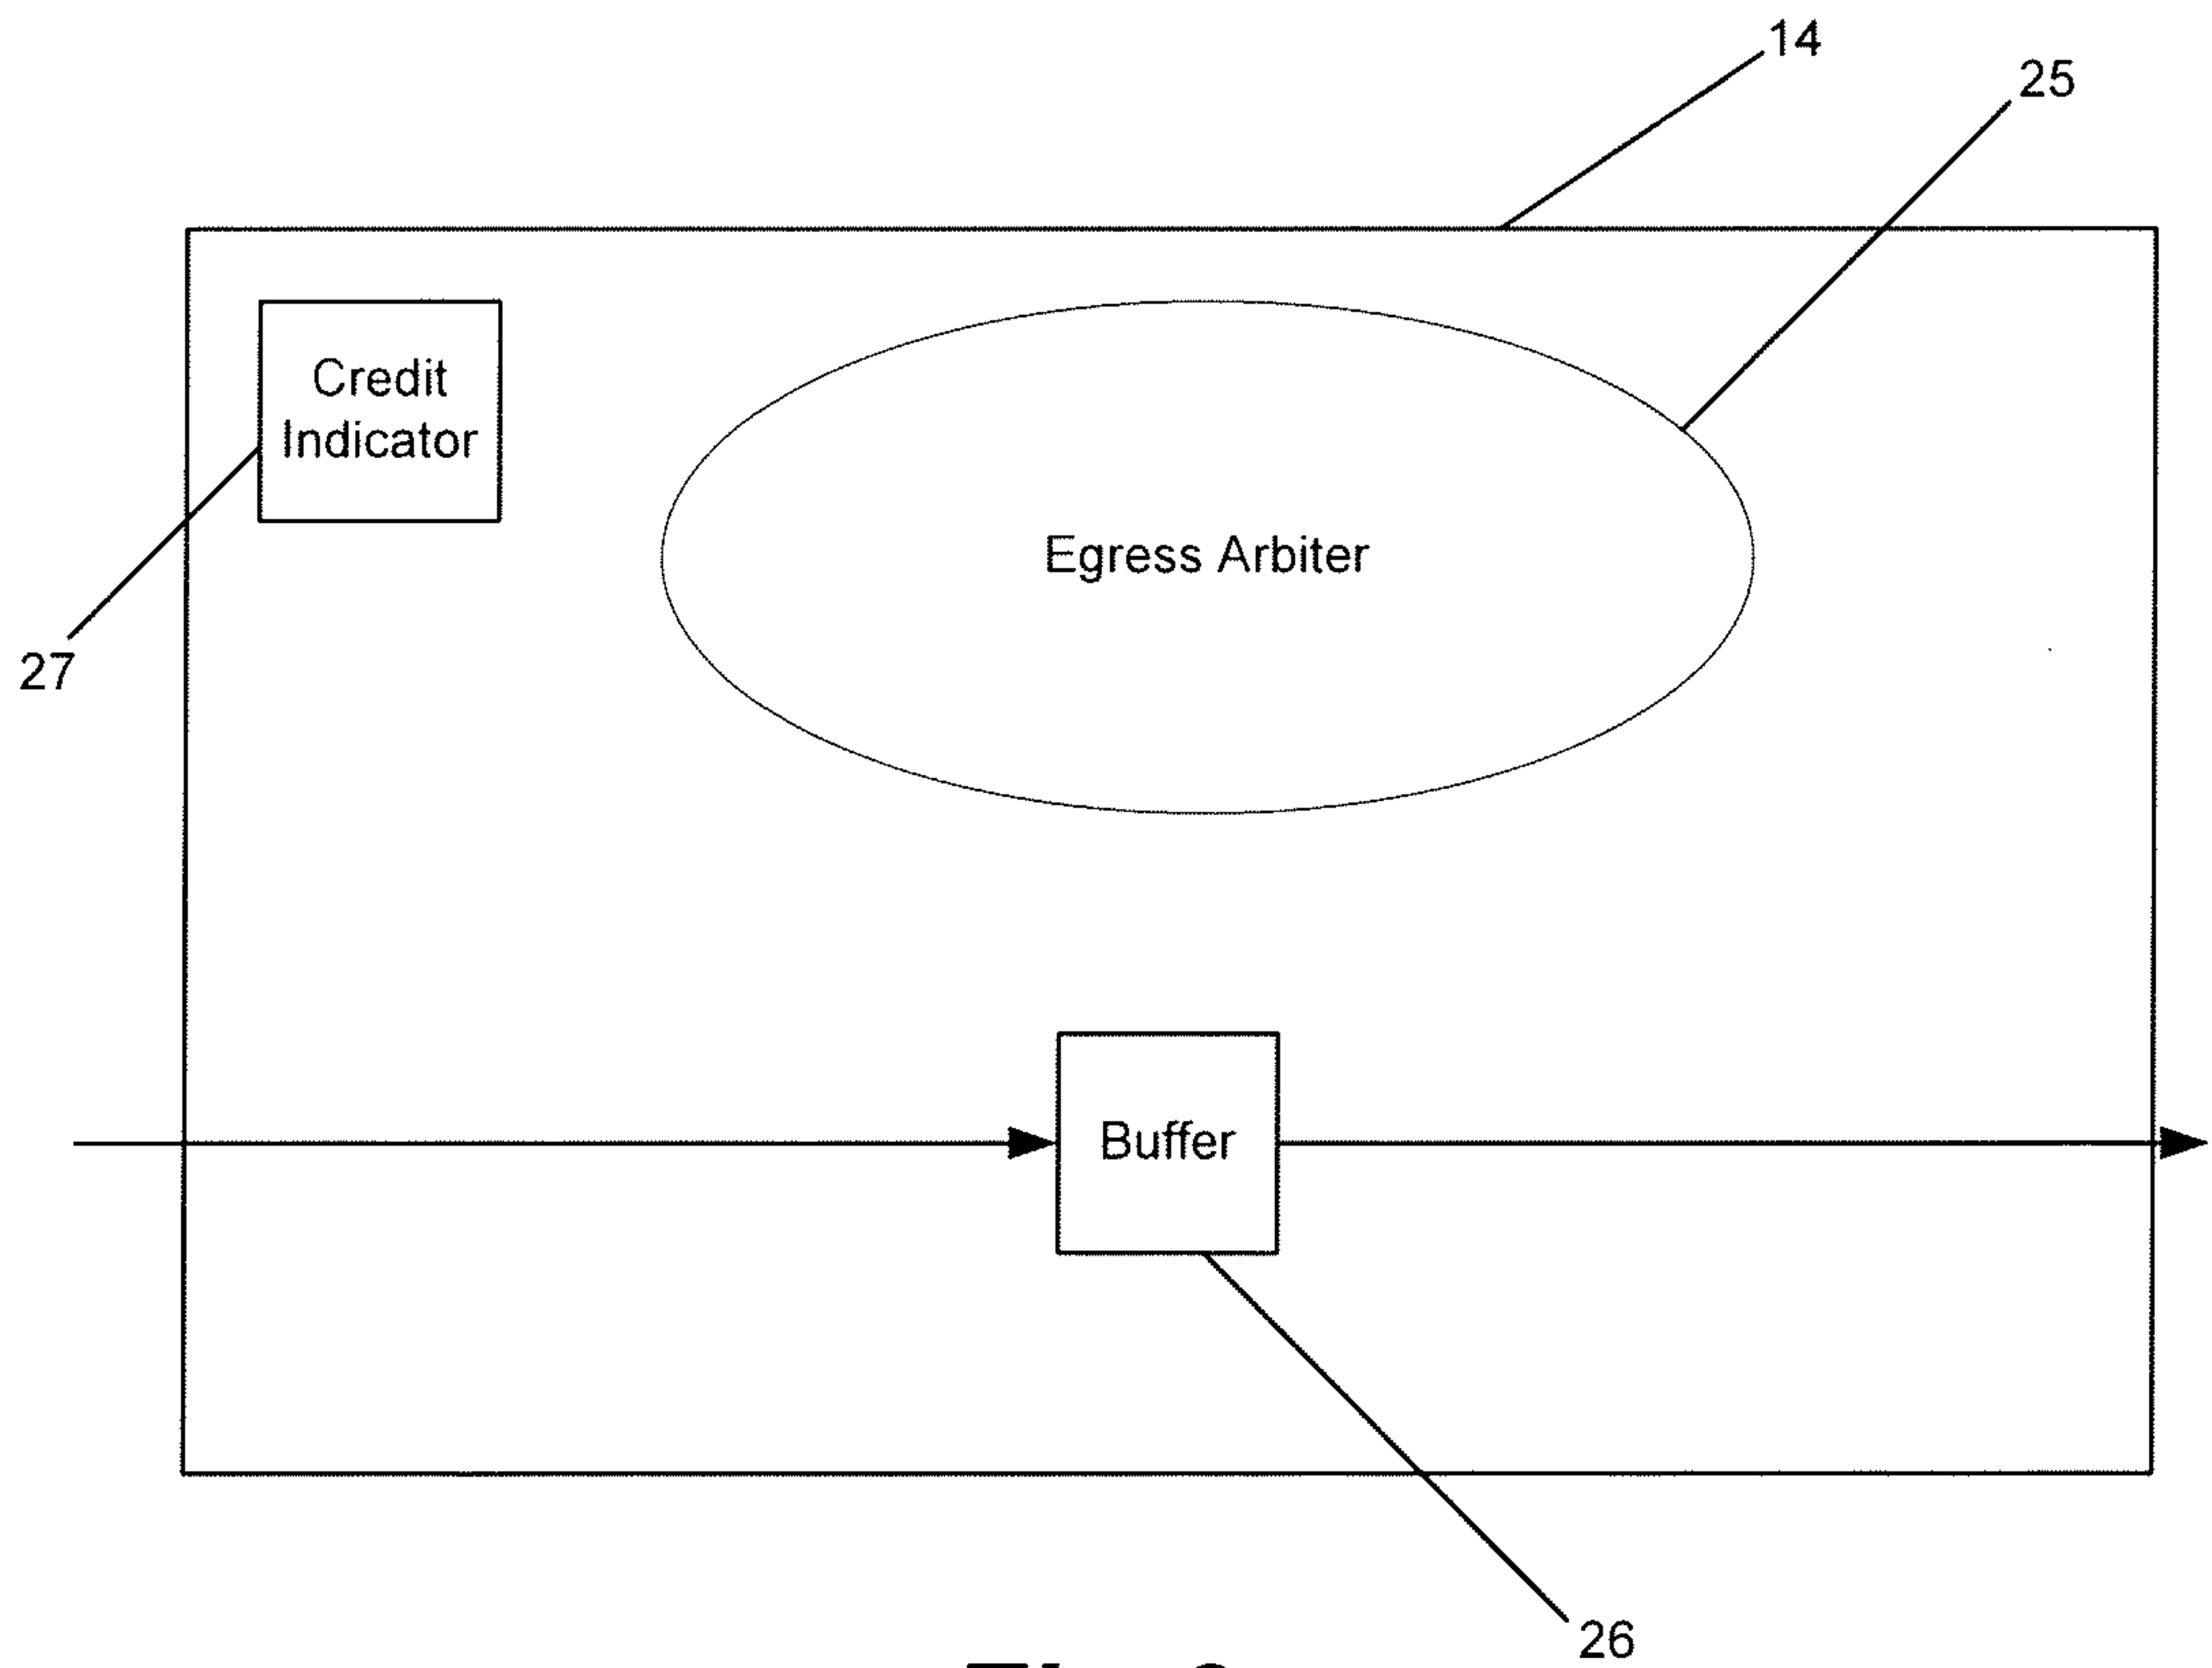 14
25
Credit
Indicator
Egress Arbiter
27
Buffer
26